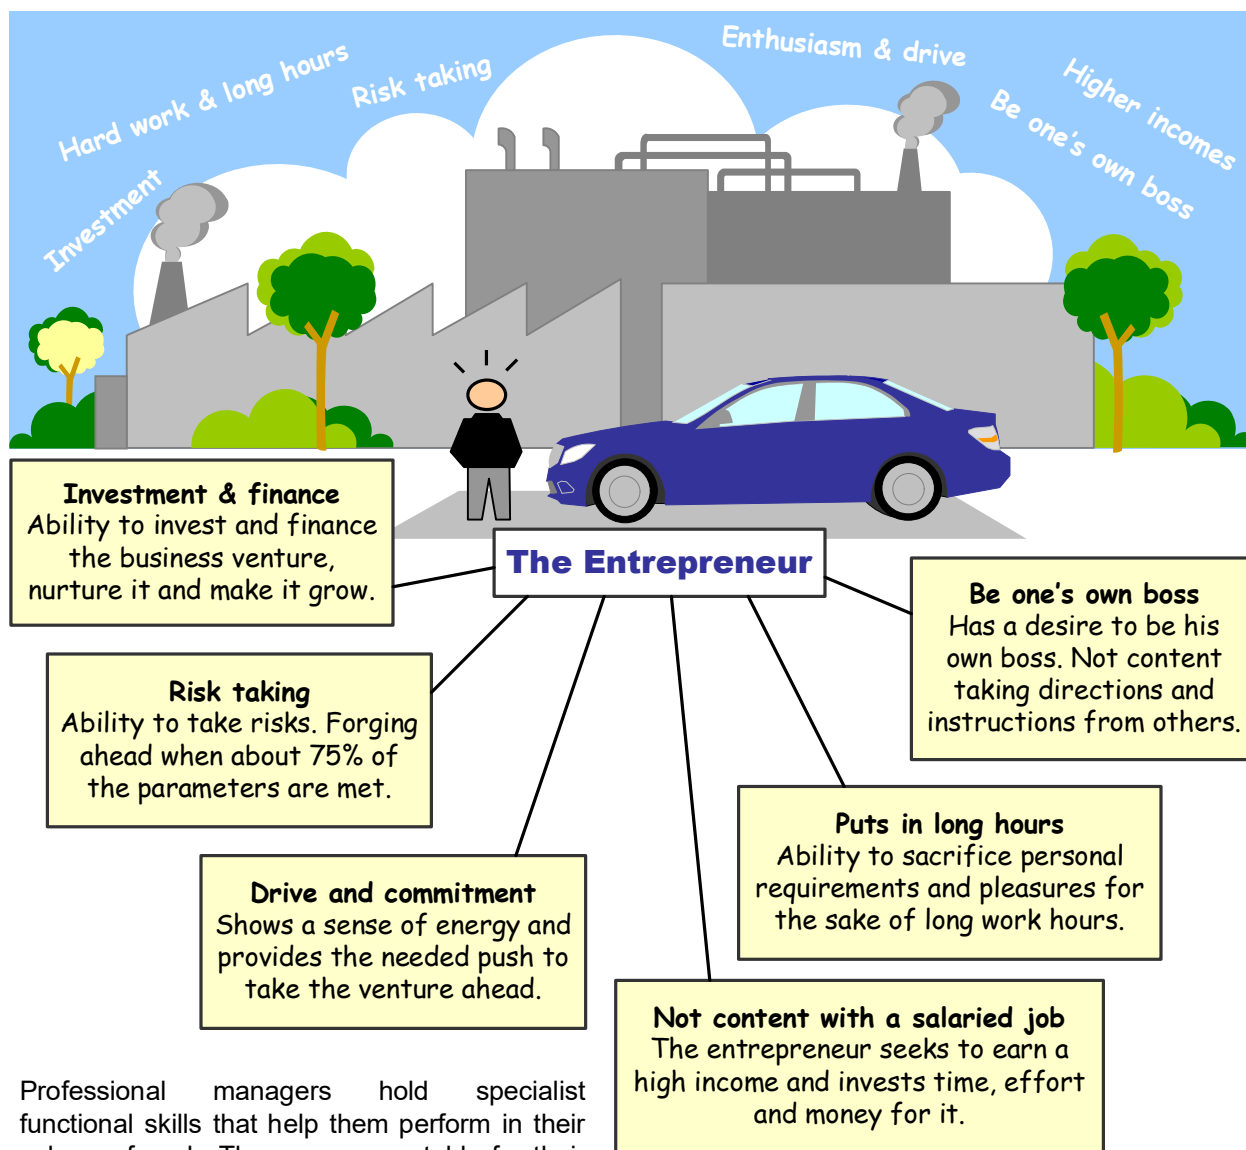 Investment
Hard work & long hours
Risk taking
Enthusiasm & drive
Be one's own boss
Higher incomes
The Entrepreneur
Investment & finance
Ability to invest and finance
the business venture,
nurture it and make it grow.
Be one's own boss
Has a desire to be his
own boss. Not content
taking directions and
instructions from others.
Risk taking
Ability to take risks. Forging
ahead when about 75% of
the parameters are met.
Puts in long hours
Ability to sacrifice personal
requirements and pleasures for
the sake of long work hours.
Drive and commitment
Shows a sense of energy and
provides the needed push to
take the venture ahead.
Not content with a salaried job
The entrepreneur seeks to earn a
high income and invests time, effort
and money for it.
Professional managers hold specialist
functional skills that help them perform in their